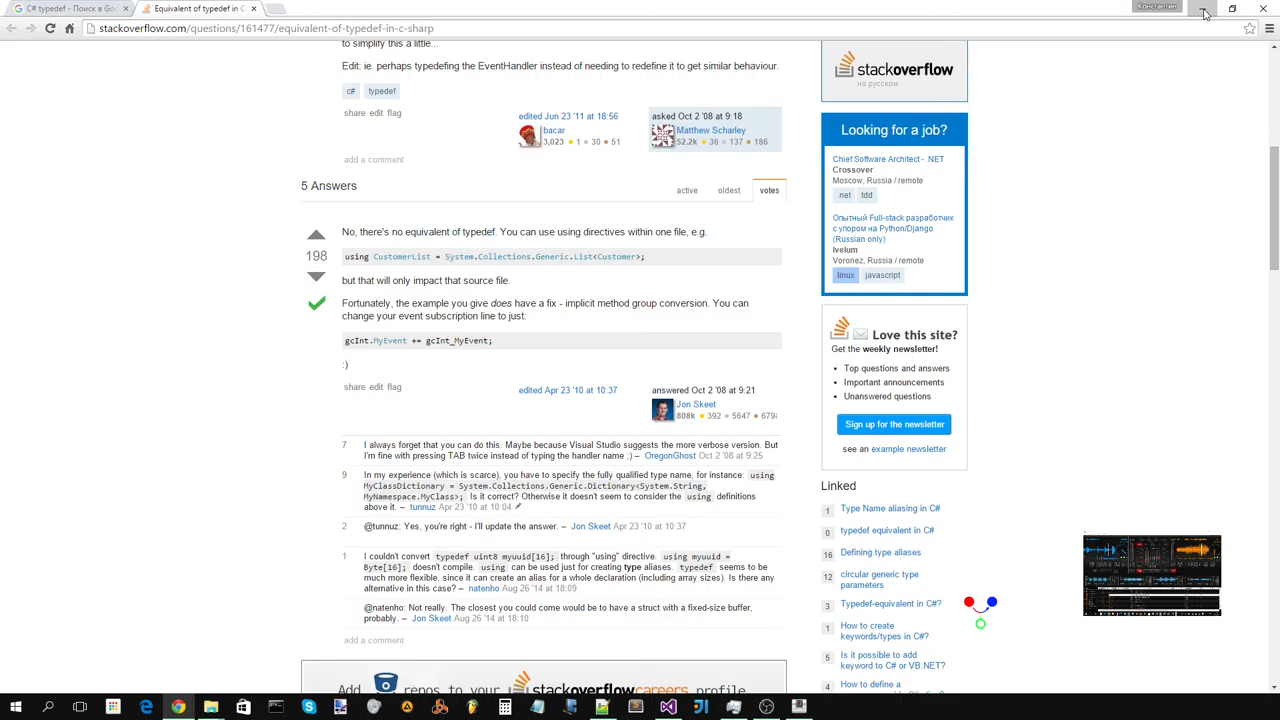 C# typedef - Поиск в Goo
Equivalent of typedef in C
Константин
stackoverflow.com/questions/161477/equivalent-of-typedef-in-c-sharp
to simplify this a little...
Edit: ie. perhaps typedefing the EventHandler instead of needing to redefine it to get similar behaviour.
c# typedef
share edit flag
edited Jun 23 '11 at 18:56
bacar
3,023 1 30 51
asked Oct 2 '08 at 9:18
Matthew Scharley
52.2k 36 137 186
add a comment
5 Answers
active oldest votes
198
No, there's no equivalent of typedef. You can use using directives within one file, e.g.
using CustomerList = System.Collections.Generic.List<Customer>;
but that will only impact that source file.
Fortunately, the example you give does have a fix - implicit method group conversion. You can
change your event subscription line to just:
gcInt.MyEvent += gcInt_MyEvent;
:)
share edit flag
edited Apr 23 '10 at 10:37
answered Oct 2 '08 at 9:21
Jon Skeet
808k 392 5647 6798
7 I always forget that you can do this. Maybe because Visual Studio suggests the more verbose version. But
I'm fine with pressing TAB twice instead of typing the handler name ;) – OregonGhost Oct 2 '08 at 9:25
9 In my experience (which is scarce), you have to specify the fully qualified type name, for instance: using
MyClassDictionary = System.Collections.Generic.Dictionary<System.String,
MyNamespace.MyClass>; Is it correct? Otherwise it doesn't seem to consider the using definitions
above it. – tunnuz Apr 23 '10 at 10:04
2 @tunnuz: Yes, you're right - I'll update the answer. – Jon Skeet Apr 23 '10 at 10:37
1 I couldn't convert typedef uint8 myuuid[16]; through "using" directive. using myuuid =
Byte[16]; doesn't compile. using can be used just for creating type aliases. typedef seems to be
much more flexible, since it can create an alias for a whole declaration (including array sizes). Is there any
alternative in this case? – natenho Aug 26 '14 at 18:09
@natenho: Not really. The closest you could come would be to have a struct with a fixed-size buffer,
probably. – Jon Skeet Aug 26 '14 at 18:10
add a comment
Add repos to your stackoverflow careers profile
stackoverflow
на русском
Looking for a job?
Chief Software Architect - .NET
Crossover
Moscow, Russia / remote
.net tdd
Опытный Full-stack разработчик
с упором на Python/Django
(Russian only)
Ivelum
Voronez, Russia / remote
linux javascript
Love this site?
Get the weekly newsletter!
Top questions and answers
Important announcements
Unanswered questions
Sign up for the newsletter
see an example newsletter
Linked
1 Type Name aliasing in C#
0 typedef equivalent in C#
16 Defining type aliases
12 circular generic type
parameters
Typedef-equivalent in C#?
1 How to create
keywords/types in C#?
5 Is it possible to add
keyword to C# or VB.NET?
4 How to define a